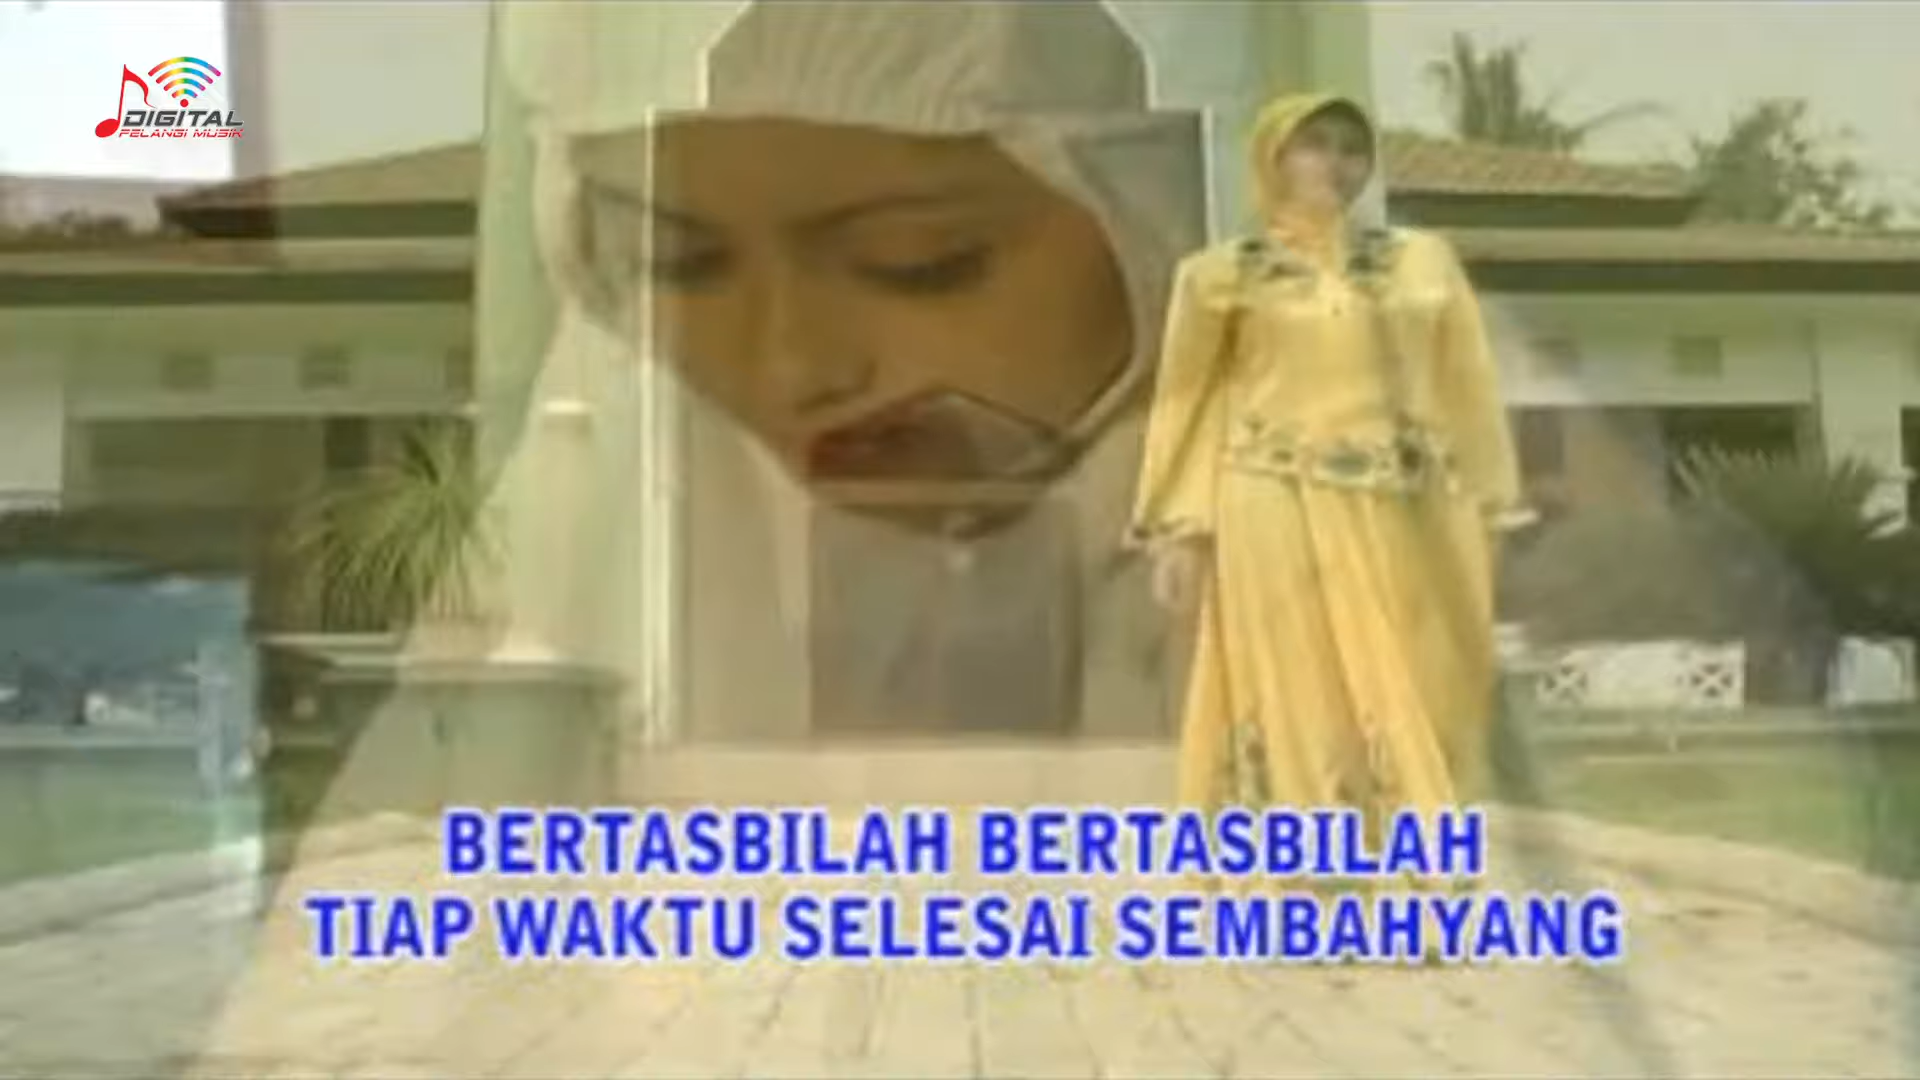 DIGITAL
PELANGI MUSIK
BERTASBILAH BERTASBILAH
TIAP WAKTU SELESAI SEMBAHYANG